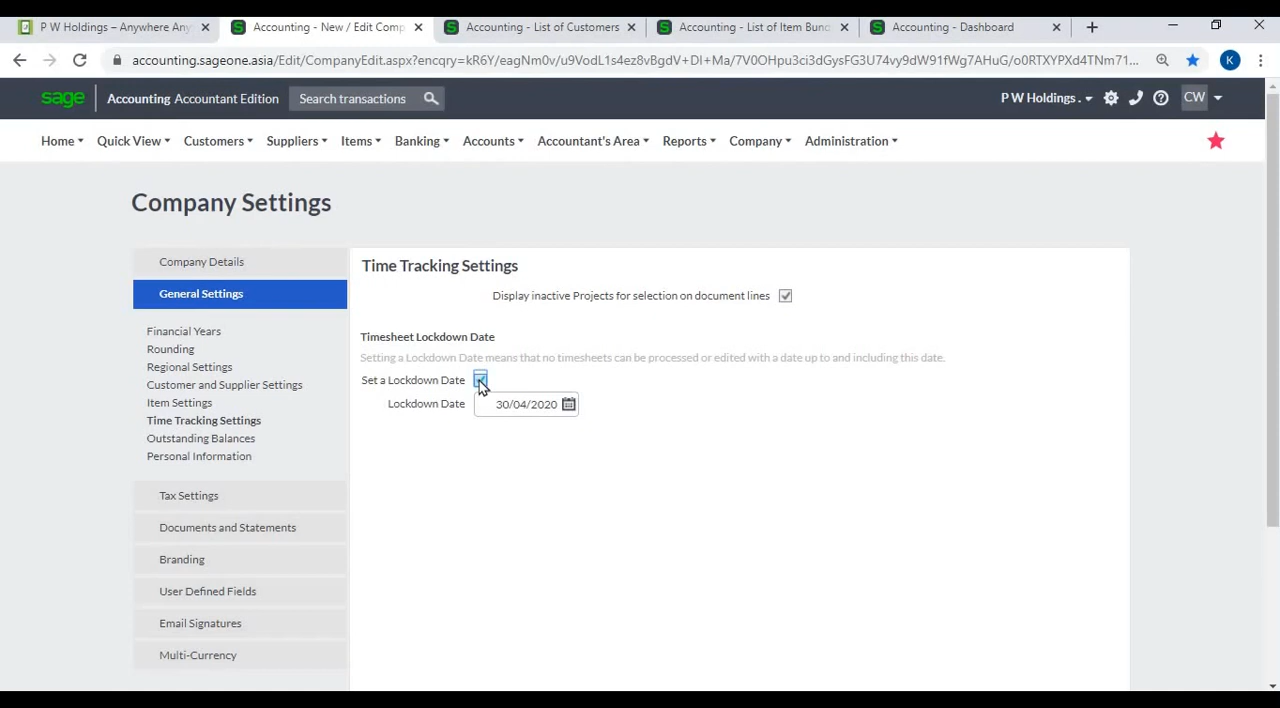 P W Holdings – Anywhere Any
Accounting - New / Edit Comp
Accounting - List of Customers
Accounting - List of Item Bund
Accounting - Dashboard
accounting.sageone.asia/Edit/CompanyEdit.aspx?encqry=kR6Y/eagNm0v/u9VodL1s4ez8vBgdV+DI+Ma/7V0OHpu3ci3dGysFG3U74vy9dW91fWg7AHuG/o0RTXYPXd4TNm71...
K
sage Accounting Accountant Edition Search transactions P W Holdings . CW
Home Quick View Customers Suppliers Items Banking Accounts Accountant's Area Reports Company Administration
Company Settings
Company Details
General Settings
Financial Years
Rounding
Regional Settings
Customer and Supplier Settings
Item Settings
Time Tracking Settings
Outstanding Balances
Personal Information
Tax Settings
Documents and Statements
Branding
User Defined Fields
Email Signatures
Multi-Currency
Time Tracking Settings
Display inactive Projects for selection on document lines
Timesheet Lockdown Date
Setting a Lockdown Date means that no timesheets can be processed or edited with a date up to and including this date.
Set a Lockdown Date
Lockdown Date 30/04/2020